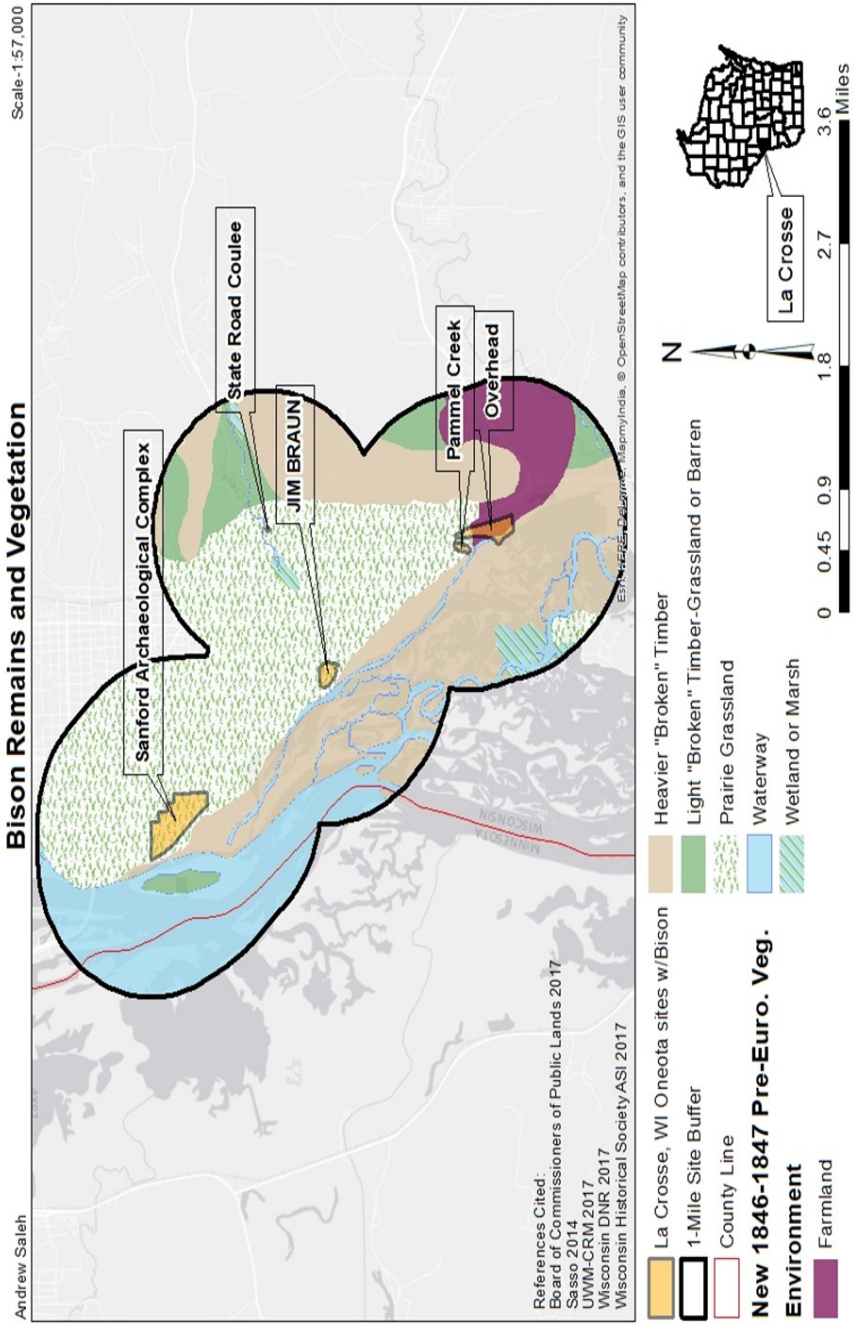 Bison Remains and Vegetation
Andrew Saleh
Scale-1:57,000
Sanford Archaeological Complex
State Road Coulee
JIM BRAUN
Pammel Creek
Overhead
MINNESOTA
WISCONSIN
References Cited:
Board of Commissioners of Public Lands 2017
Sasso 2014
UWM-CRM 2017
Wisconsin DNR 2017
Wisconsin Historical Society ASI 2017
Esri, HERE, DeLorme, MapmyIndia, © OpenStreetMap contributors, and the GIS user community
La Crosse, WI Oneota sites w/Bison
1-Mile Site Buffer
County Line
New 1846-1847 Pre-Euro. Veg.
Environment
Farmland
Heavier "Broken" Timber
Light "Broken" Timber-Grassland or Barren
Prairie Grassland
Waterway
Wetland or Marsh
N
La Crosse
0 0.45 0.9 1.8 2.7 3.6
Miles